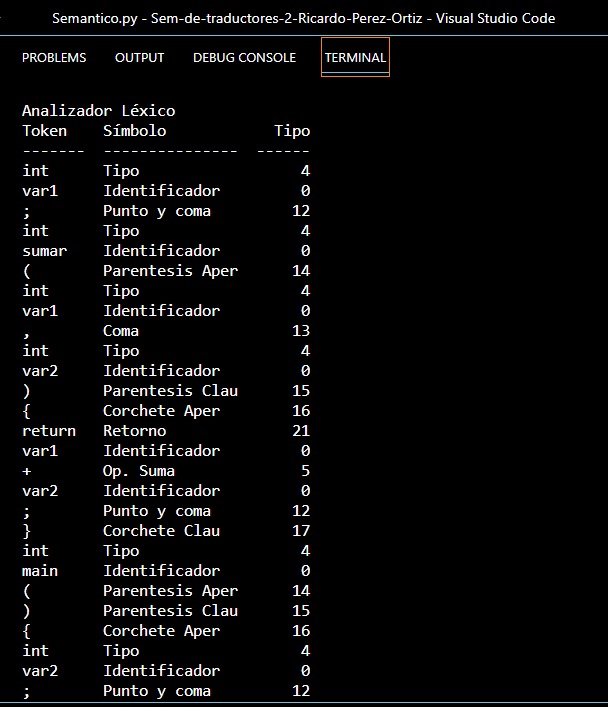 Semantico.py - Sem-de-traductores-2-Ricardo-Perez-Ortiz - Visual Studio Code
PROBLEMS OUTPUT DEBUG CONSOLE TERMINAL
Analizador Léxico
Token Símbolo Tipo
------- --------------- ------
int Tipo 4
var1 Identificador 0
; Punto y coma 12
int Tipo 4
sumar Identificador 0
( Parentesis Aper 14
int Tipo 4
var1 Identificador 0
, Coma 13
int Tipo 4
var2 Identificador 0
) Parentesis Clau 15
{ Corchete Aper 16
return Retorno 21
var1 Identificador 0
+ Op. Suma 5
var2 Identificador 0
; Punto y coma 12
} Corchete Clau 17
int Tipo 4
main Identificador 0
( Parentesis Aper 14
) Parentesis Clau 15
{ Corchete Aper 16
int Tipo 4
var2 Identificador 0
; Punto y coma 12